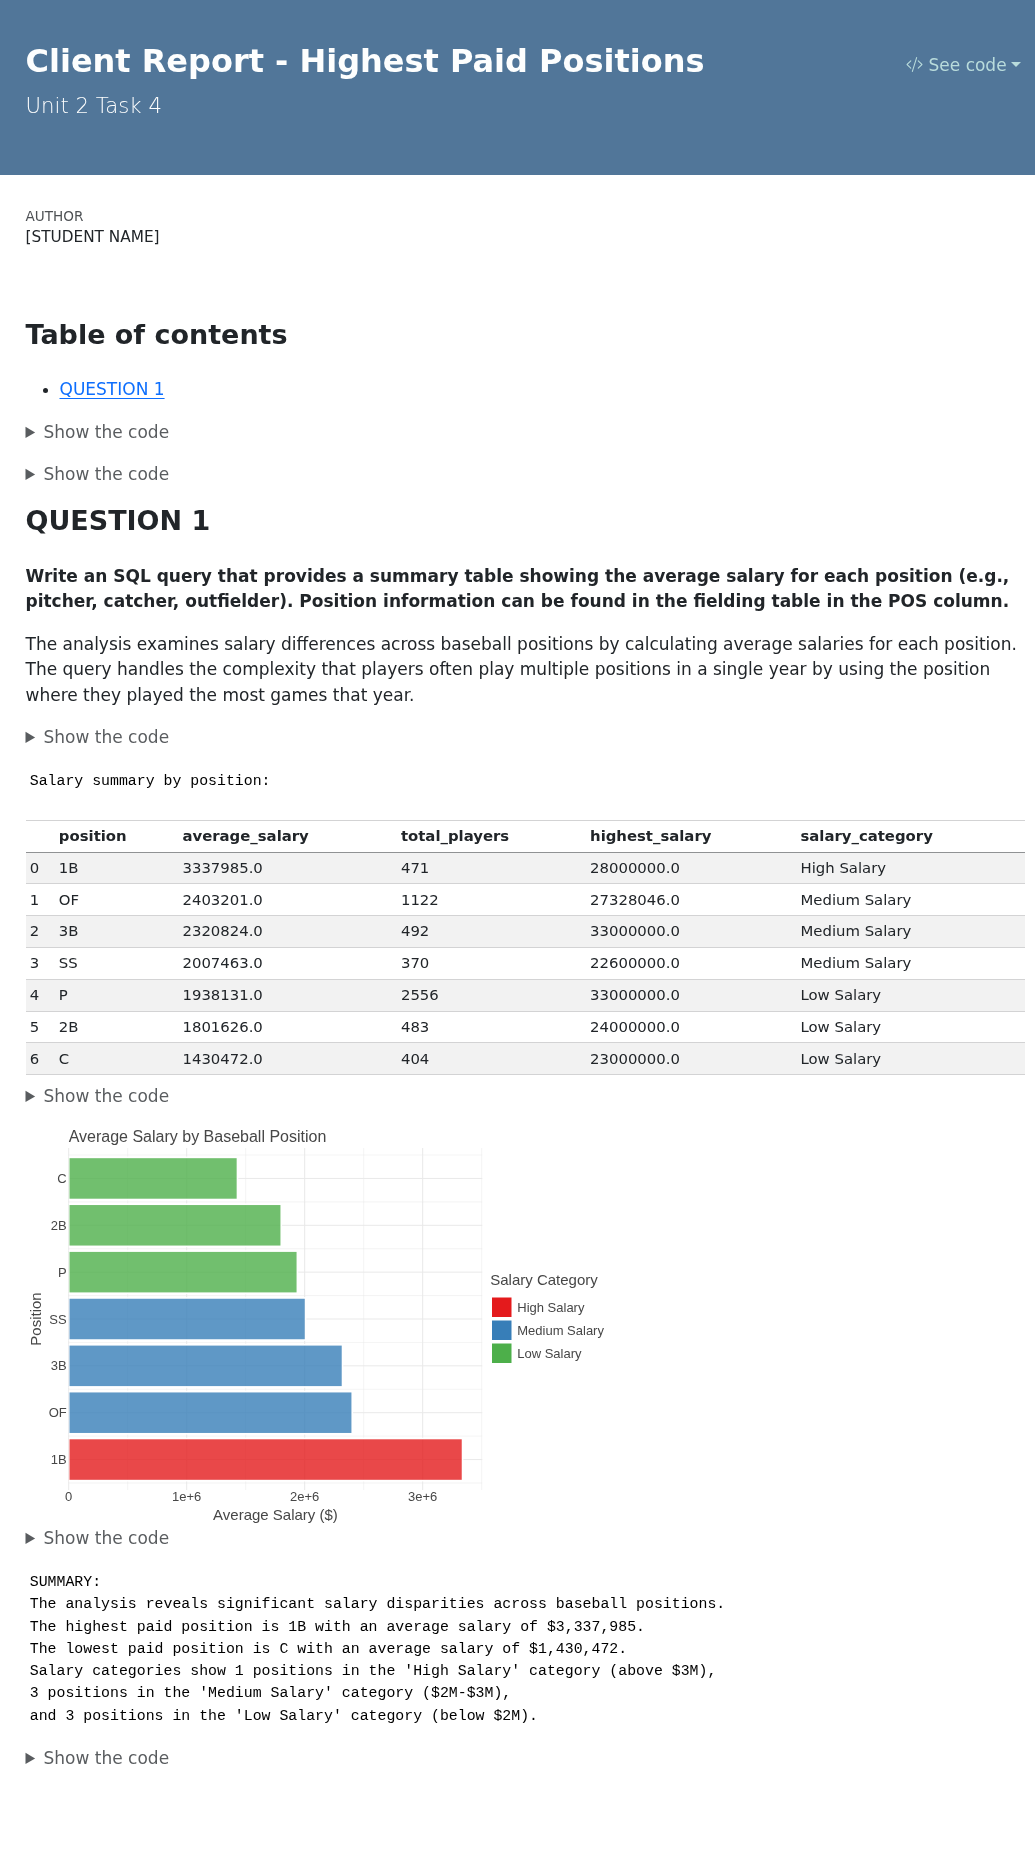 Client Report - Highest Paid Positions
</> See code
Unit 2 Task 4
AUTHOR
[STUDENT NAME]
Table of contents
• QUESTION 1
▶ Show the code
▶ Show the code
QUESTION 1
Write an SQL query that provides a summary table showing the average salary for each position (e.g.,
pitcher, catcher, outfielder). Position information can be found in the fielding table in the POS column.
The analysis examines salary differences across baseball positions by calculating average salaries for each position.
The query handles the complexity that players often play multiple positions in a single year by using the position
where they played the most games that year.
▶ Show the code
Salary summary by position:
position average_salary total_players highest_salary salary_category
0 1B 3337985.0 471 28000000.0 High Salary
1 OF 2403201.0 1122 27328046.0 Medium Salary
2 3B 2320824.0 492 33000000.0 Medium Salary
3 SS 2007463.0 370 22600000.0 Medium Salary
4 P 1938131.0 2556 33000000.0 Low Salary
5 2B 1801626.0 483 24000000.0 Low Salary
6 C 1430472.0 404 23000000.0 Low Salary
▶ Show the code
Average Salary by Baseball Position
C
2B
P
SS
3B
OF
1B
Position
0 1e+6 2e+6 3e+6
Average Salary ($)
Salary Category
High Salary
Medium Salary
Low Salary
▶ Show the code
SUMMARY:
The analysis reveals significant salary disparities across baseball positions.
The highest paid position is 1B with an average salary of $3,337,985.
The lowest paid position is C with an average salary of $1,430,472.
Salary categories show 1 positions in the 'High Salary' category (above $3M),
3 positions in the 'Medium Salary' category ($2M-$3M),
and 3 positions in the 'Low Salary' category (below $2M).
▶ Show the code